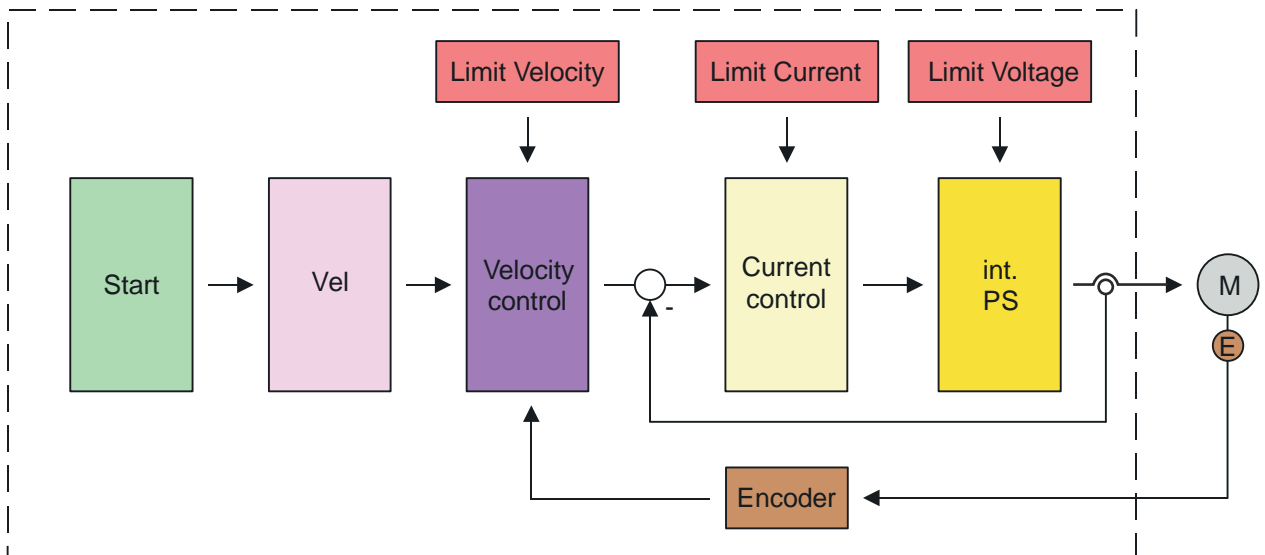 Limit Velocity
Limit Current
Limit Voltage
Start
Vel
Velocity
control
-
Current
control
int.
PS
M
E
Encoder